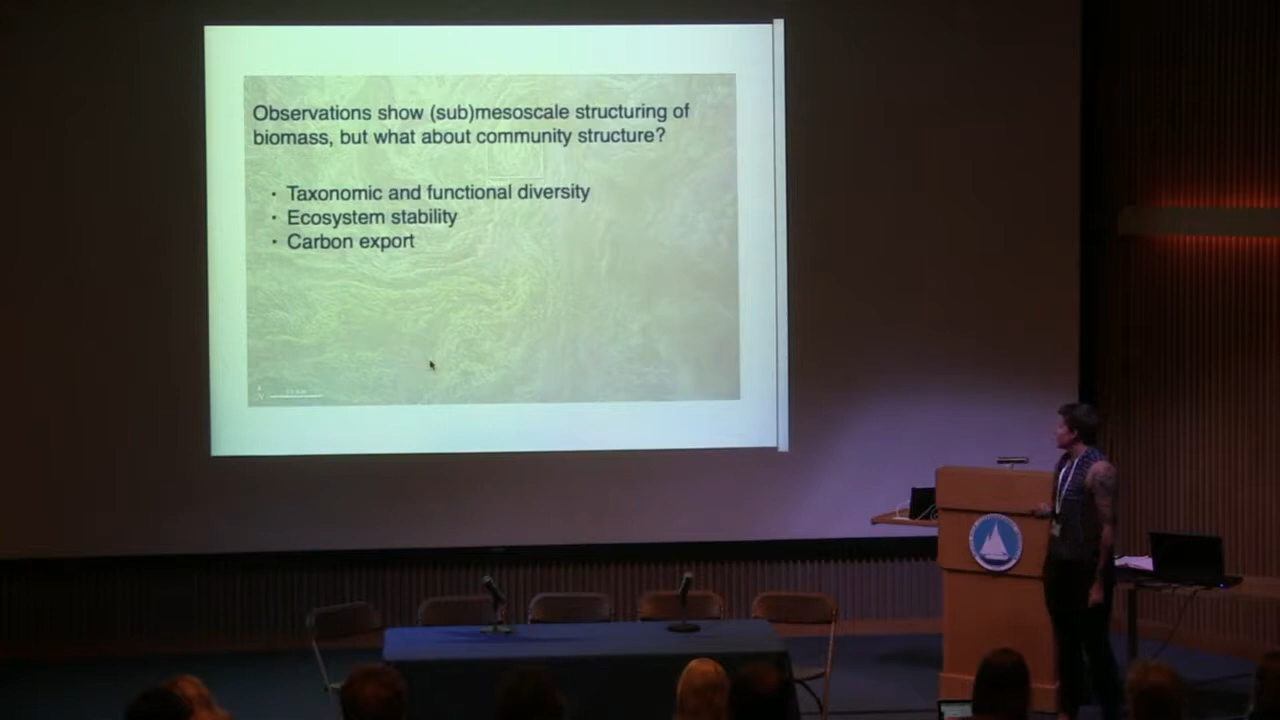 Observations show (sub)mesoscale structuring of
biomass, but what about community structure?
· Taxonomic and functional diversity
· Ecosystem stability
· Carbon export
N